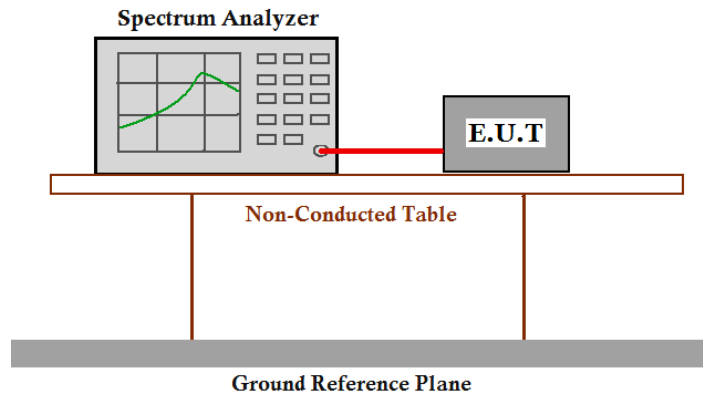 Spectrum Analyzer
E.U.T
Non-Conducted Table
Ground Reference Plane